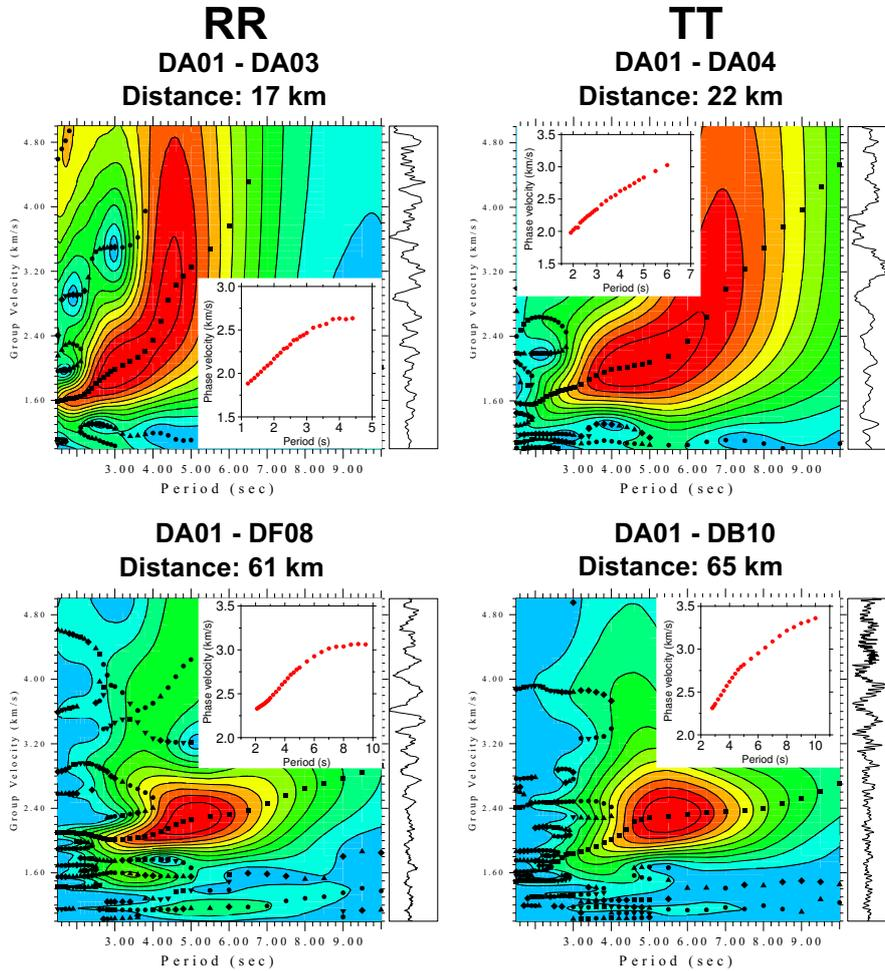 RR
TT
DA01 - DA03
Distance: 17 km
DA01 - DA04
Distance: 22 km
Group Velocity (km/s)
4.80
4.00
3.20
2.40
1.60
3.00 4.00 5.00 6.00 7.00 8.00 9.00
Period (sec)
Phase velocity (km/s)
3.0
2.5
2.0
1.5
1 2 3 4 5
Period (s)
Group Velocity (km/s)
4.80
4.00
3.20
2.40
1.60
3.00 4.00 5.00 6.00 7.00 8.00 9.00
Period (sec)
Phase velocity (km/s)
3.5
3.0
2.5
2.0
1.5
2 3 4 5 6 7
Period (s)
DA01 - DF08
Distance: 61 km
DA01 - DB10
Distance: 65 km
Group Velocity (km/s)
4.80
4.00
3.20
2.40
1.60
3.00 4.00 5.00 6.00 7.00 8.00 9.00
Period (sec)
Phase velocity (km/s)
3.5
3.0
2.5
2.0
2 4 6 8 10
Period (s)
Group Velocity (km/s)
4.80
4.00
3.20
2.40
1.60
3.00 4.00 5.00 6.00 7.00 8.00 9.00
Period (sec)
Phase velocity (km/s)
3.5
3.0
2.5
2.0
2 4 6 8 10
Period (s)